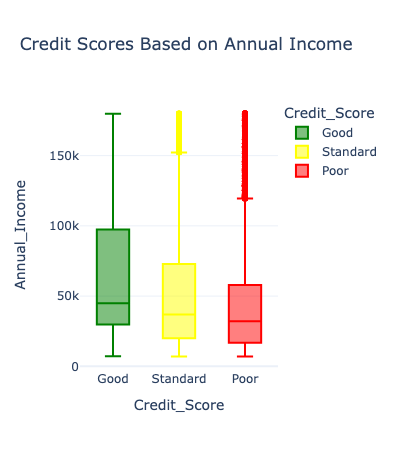 Credit Scores Based on Annual Income
Credit_Score
Good
Standard
Poor
Annual_Income
150k
100k
50k
0
Good Standard Poor
Credit_Score